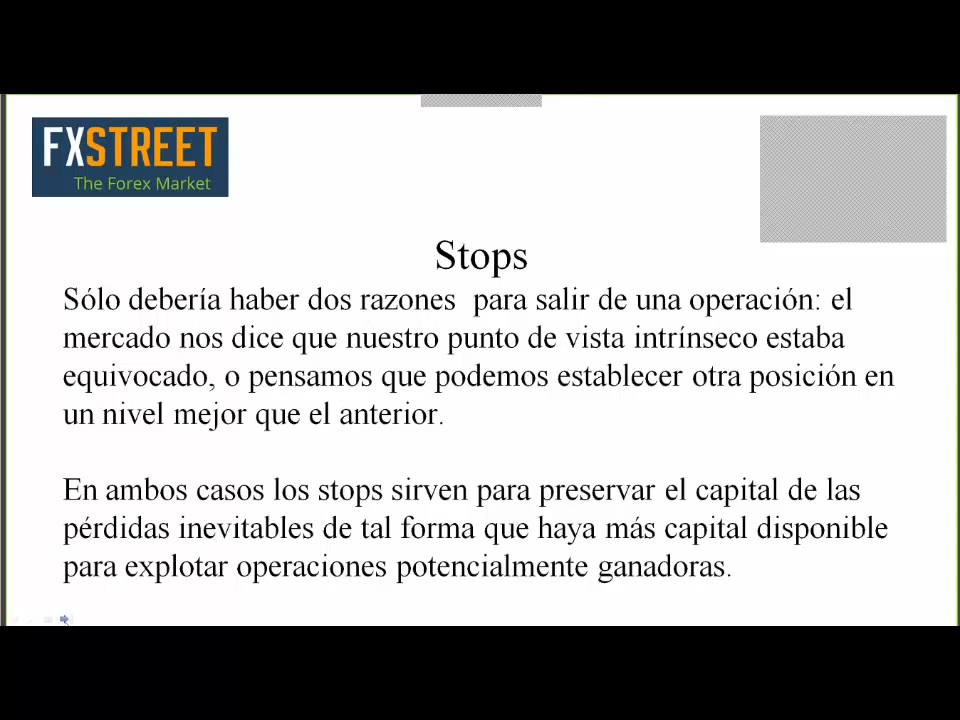 FXSTREET
The Forex Market
Stops
Sólo debería haber dos razones  para salir de una operación: el
mercado nos dice que nuestro punto de vista intrínseco estaba
equivocado, o pensamos que podemos establecer otra posición en
un nivel mejor que el anterior.
En ambos casos los stops sirven para preservar el capital de las
pérdidas inevitables de tal forma que haya más capital disponible
para explotar operaciones potencialmente ganadoras.